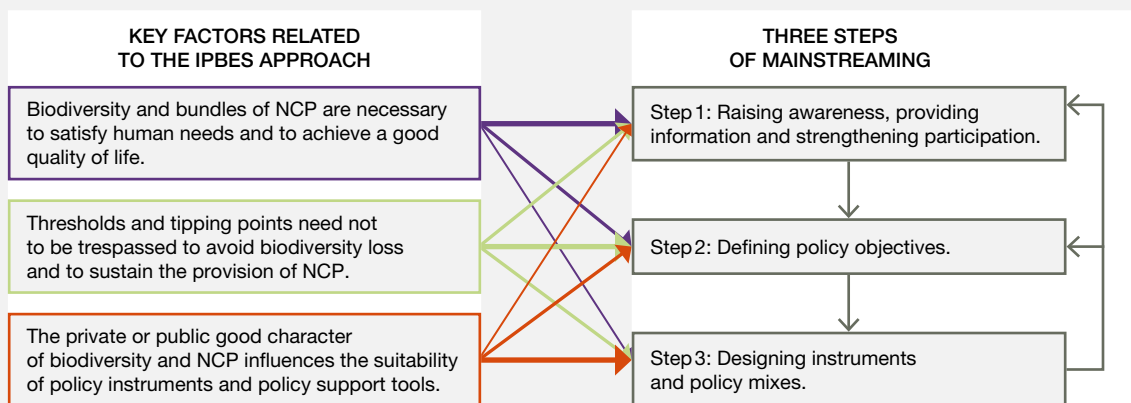 KEY FACTORS RELATED
TO THE IPBES APPROACH
Biodiversity and bundles of NCP are necessary
to satisfy human needs and to achieve a good
quality of life.
Thresholds and tipping points need not
to be trespassed to avoid biodiversity loss
and to sustain the provision of NCP.
The private or public good character
of biodiversity and NCP influences the suitability
of policy instruments and policy support tools.
THREE STEPS
OF MAINSTREAMING
Step 1: Raising awareness, providing
information and strengthening participation.
Step 2: Defining policy objectives.
Step 3: Designing instruments
and policy mixes.